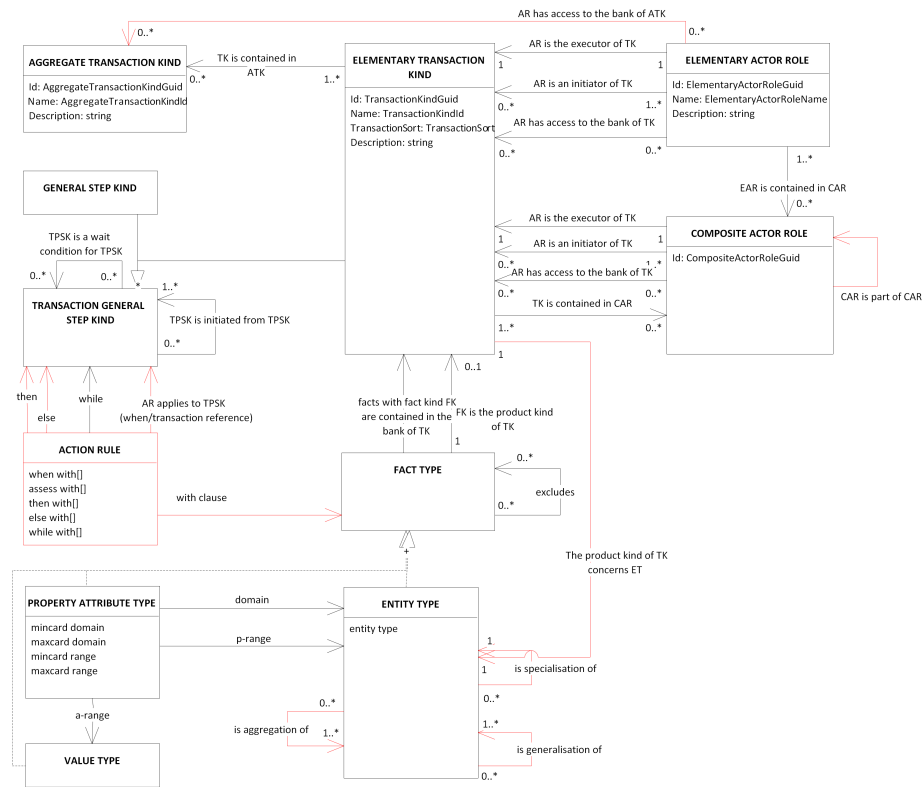 AR has access to the bank of ATK
0..*
0..*
AGGREGATE TRANSACTION KIND
Id: AggregateTransactionKindGuid
Name: AggregateTransactionKindId
Description: string
TK is contained in
ATK
0..*
1..*
ELEMENTARY TRANSACTION
KIND
Id: TransactionKindGuid
Name: TransactionKindId
TransactionSort: TransactionSort
Description: string
AR is the executor of TK
1
1
AR is an initiator of TK
0..*
1..*
AR has access to the bank of TK
0..*
0..*
ELEMENTARY ACTOR ROLE
Id: ElementaryActorRoleGuid
Name: ElementaryActorRoleName
Description: string
1..*
EAR is contained in CAR
0..*
GENERAL STEP KIND
TPSK is a wait
condition for TPSK
0..*
0..*
*
1..*
TRANSACTION GENERAL
STEP KIND
TPSK is initiated from TPSK
0..*
AR is the executor of TK
1
1
AR is an initiator of TK
0..*
1..*
AR has access to the bank of TK
0..*
0..*
TK is contained in CAR
1..*
0..*
1
COMPOSITE ACTOR ROLE
Id: CompositeActorRoleGuid
CAR is part of CAR
then
else
while
AR applies to TPSK
(when/transaction reference)
facts with fact kind FK
are contained in the
bank of TK
0..1
FK is the product kind
of TK
1
ACTION RULE
when with[]
assess with[]
then with[]
else with[]
while with[]
with clause
FACT TYPE
0..*
0..*
excludes
+
The product kind of TK
concerns ET
PROPERTY ATTRIBUTE TYPE
mincard domain
maxcard domain
mincard range
maxcard range
domain
p-range
ENTITY TYPE
entity type
1
1
is specialisation of
0..*
0..*
is aggregation of
1..*
1..*
is generalisation of
0..*
a-range
VALUE TYPE